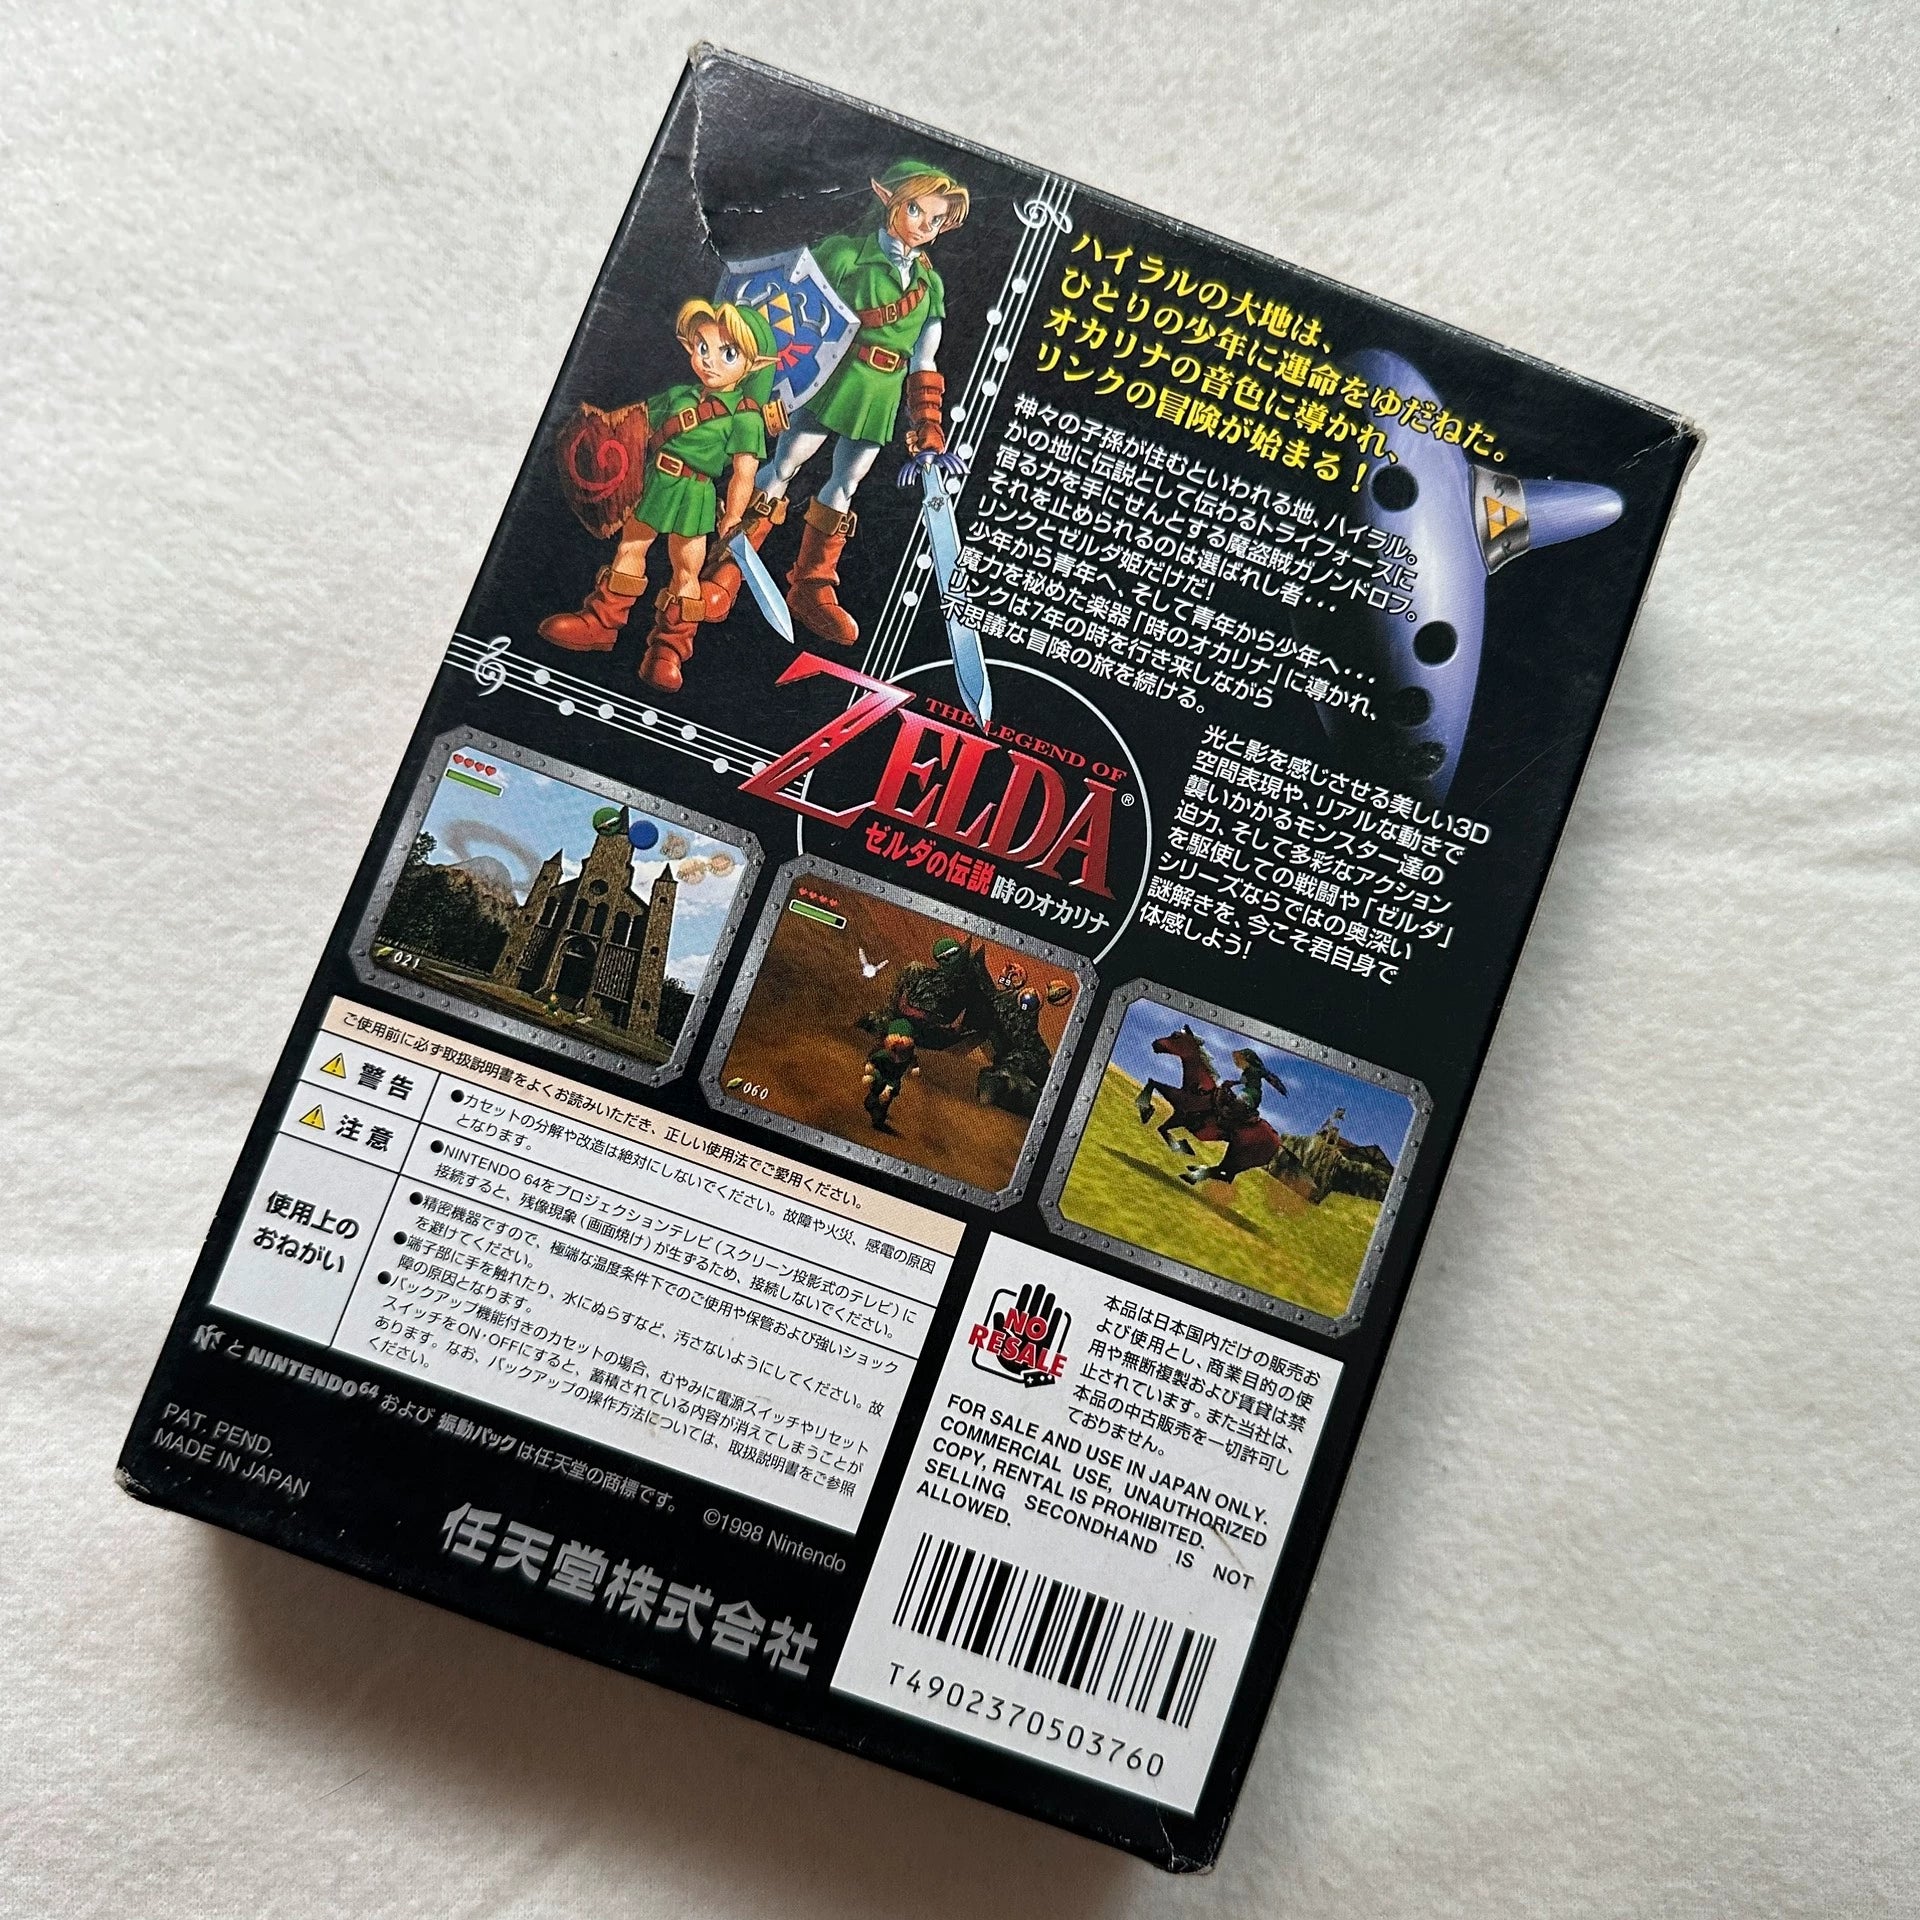 ハイラルの大地は、
ひとりの少年に運命をゆだねた。
オカリナの音色に導かれ、
リンクの冒険が始まる！
神々の子孫が住むといわれる地、ハイラル。
かの地に伝説として伝わるトライフォースに
宿る力を手にせんとする魔盗賊ガノンドロフ。
それを止められるのは選ばれし者・・・
リンクとゼルダ姫だけだ!
少年から青年へ、そして青年から少年へ・・・
魔力を秘めた楽器「時のオカリナ」に導かれ、
リンクは7年の時を行き来しながら
不思議な冒険の旅を続ける。
光と影を感じさせる美しい3D
空間表現や、リアルな動きで
襲いかかるモンスター達の
迫力、そして多彩なアクション
を駆使しての戦闘や「ゼルダ」
シリーズならではの奥深い
謎解きを、今こそ君自身で
体感しよう!
THE LEGEND OF
ZELDA®
ゼルダの伝説 時のオカリナ
021
060
ご使用前に必ず取扱説明書をよくお読みいただき、正しい使用法でご愛用ください。
警告
●カセットの分解や改造は絶対にしないでください。故障や火災、感電の原因
となります。
注意
●NINTENDO 64をプロジェクションテレビ(スクリーン投影式のテレビ)に
接続すると、残像現象(画面焼け)が生ずるため、接続しないでください。
使用上の
おねがい
●精密機器ですので、極端な温度条件下でのご使用や保管および強いショック
を避けてください。
●端子部に手を触れたり、水にぬらすなど、汚さないようにしてください。故
障の原因となります。
●バックアップ機能付きのカセットの場合、むやみに電源スイッチやリセット
スイッチをON・OFFにすると、蓄積されている内容が消えてしまうことが
あります。なお、バックアップの操作方法については、取扱説明書をご参照
ください。
と NINTENDO64 および 振動パック は任天堂の商標です。
PAT. PEND,
MADE IN JAPAN
©1998 Nintendo
任天堂株式会社
NO
RESALE
本品は日本国内だけの販売お
よび使用とし、商業目的の使
用や無断複製および賃貸は禁
止されています。また当社は、
本品の中古販売を一切許可し
ておりません。
FOR SALE AND USE IN JAPAN ONLY.
COMMERCIAL USE, UNAUTHORIZED
COPY, RENTAL IS PROHIBITED.
SELLING SECONDHAND IS NOT
ALLOWED.
T4902370503760